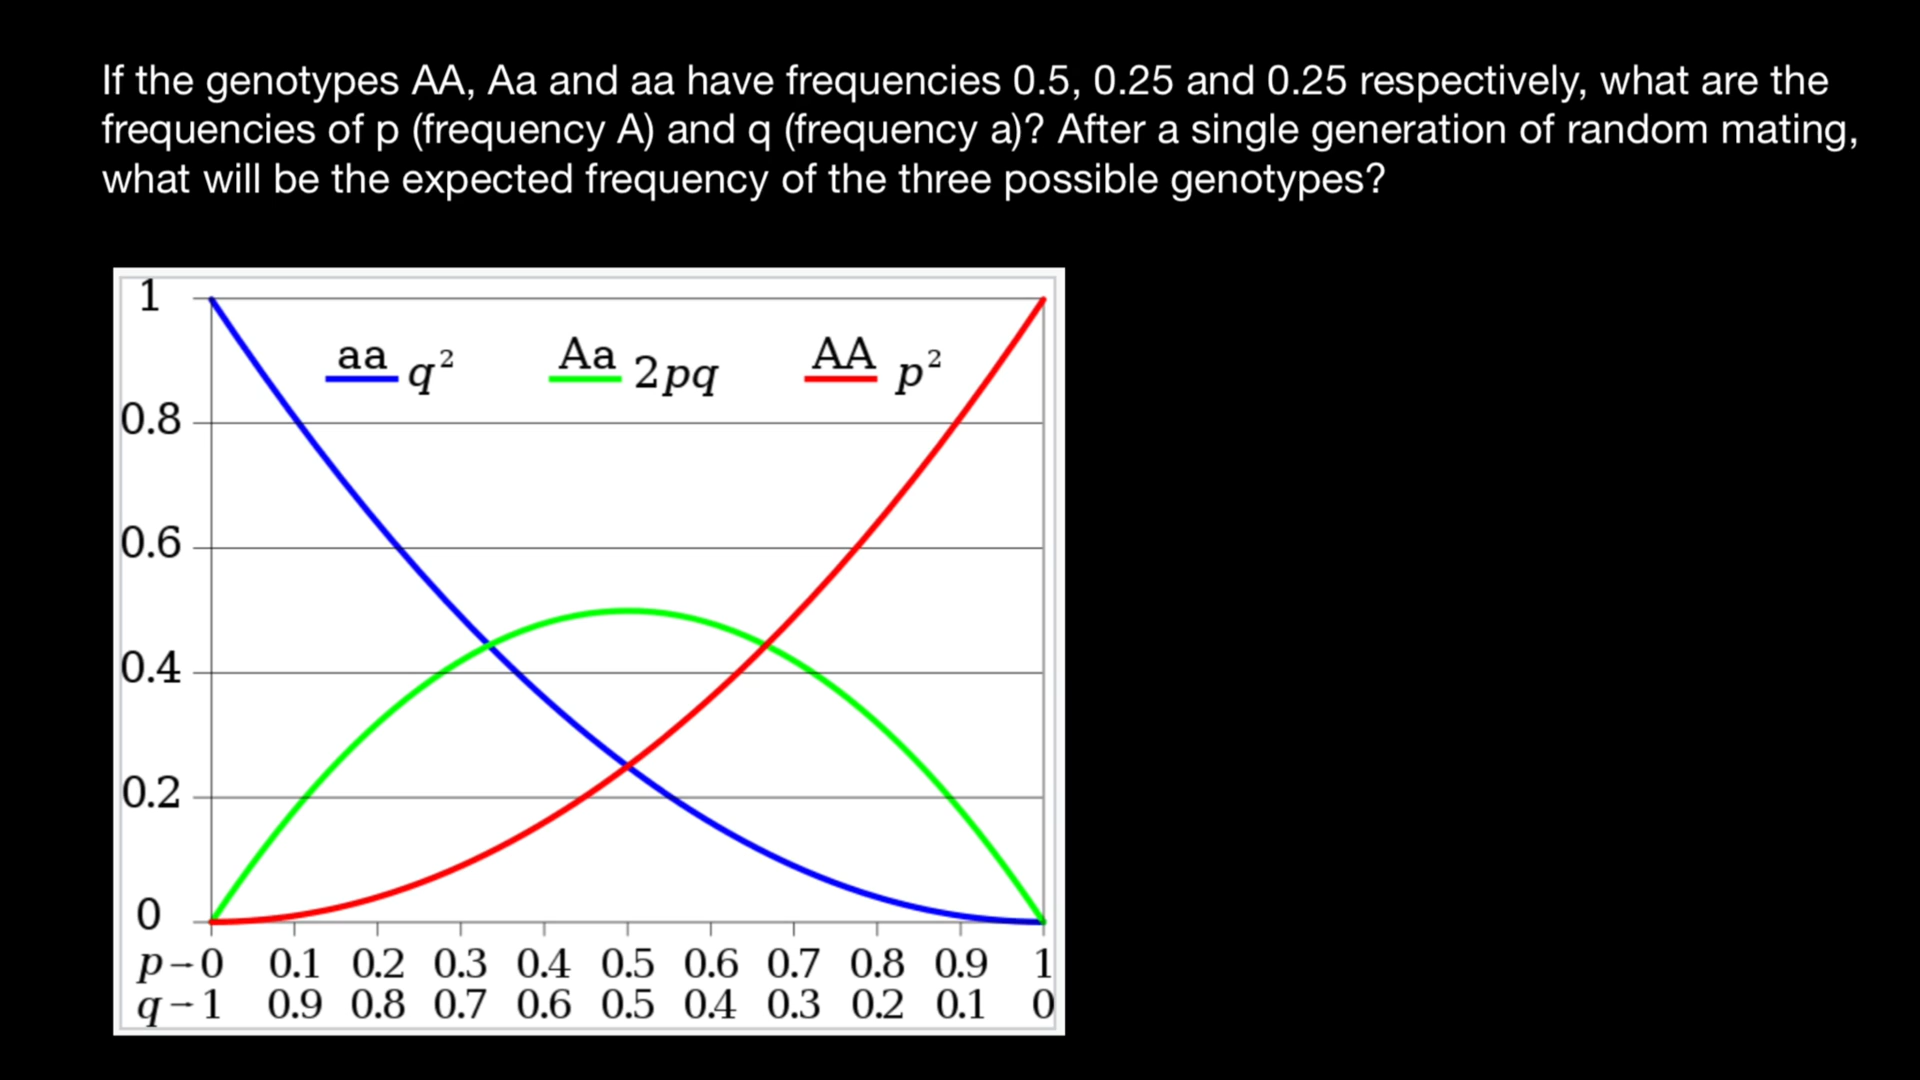 If the genotypes AA, Aa and aa have frequencies 0.5, 0.25 and 0.25 respectively, what are the
frequencies of p (frequency A) and q (frequency a)? After a single generation of random mating,
what will be the expected frequency of the three possible genotypes?
1
aa q² Aa 2pq AA p²
0.8
0.6
0.4
0.2
0
p→0 0.1 0.2 0.3 0.4 0.5 0.6 0.7 0.8 0.9 1
q→1 0.9 0.8 0.7 0.6 0.5 0.4 0.3 0.2 0.1 0